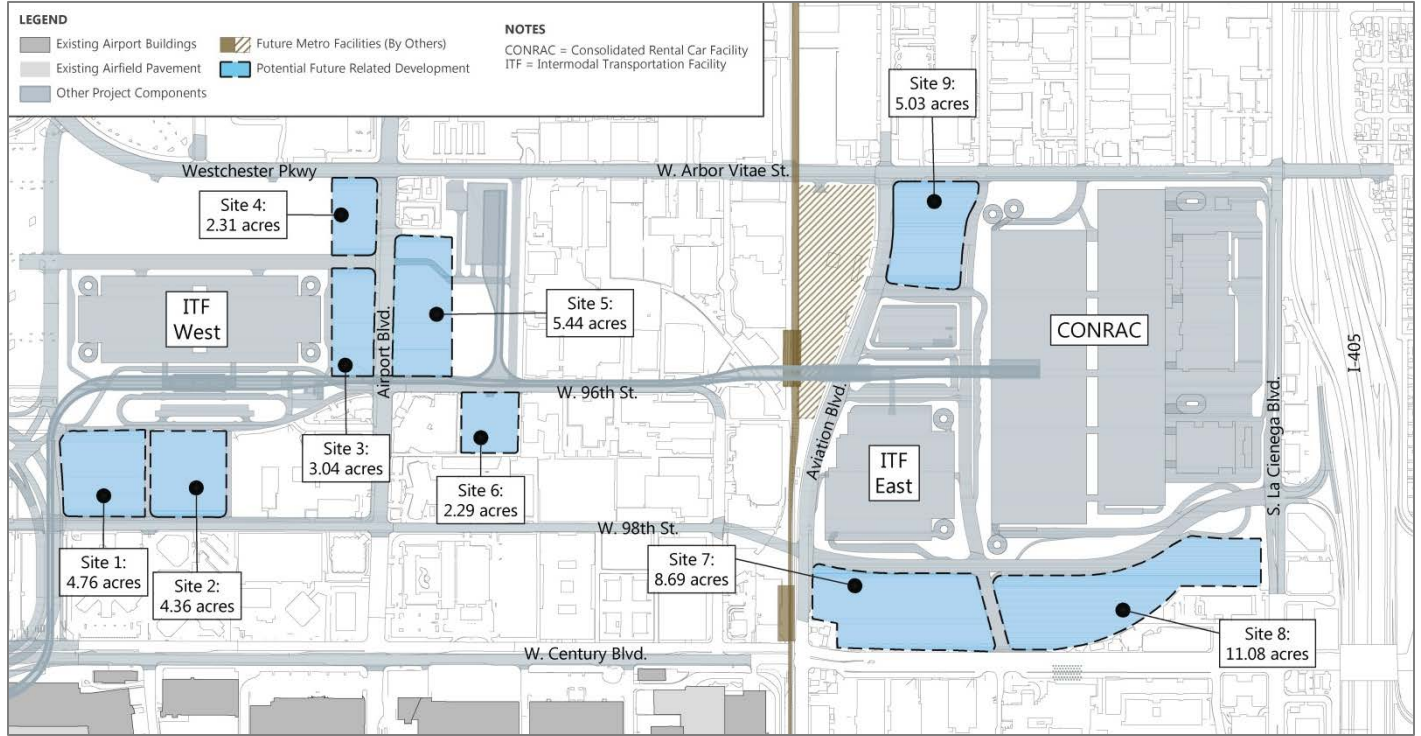 LEGEND
Existing Airport Buildings
Existing Airfield Pavement
Other Project Components
Future Metro Facilities (By Others)
Potential Future Related Development
NOTES
CONRAC = Consolidated Rental Car Facility
ITF = Intermodal Transportation Facility
Site 9:
5.03 acres
Westchester Pkwy
W. Arbor Vitae St.
Site 4:
2.31 acres
ITF
West
Airport Blvd.
Site 5:
5.44 acres
CONRAC
I-405
W. 96th St.
Aviation Blvd.
Site 3:
3.04 acres
Site 6:
2.29 acres
ITF
East
S. La Cienega Blvd.
W. 98th St.
Site 1:
4.76 acres
Site 2:
4.36 acres
Site 7:
8.69 acres
Site 8:
11.08 acres
W. Century Blvd.